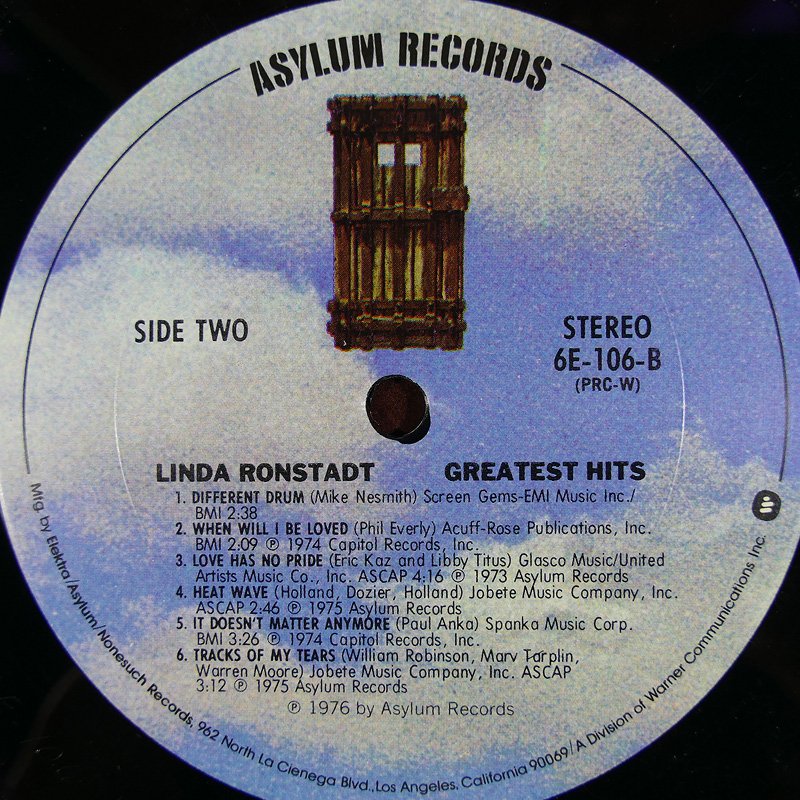 ASYLUM RECORDS
SIDE TWO
STEREO
6E-106-B
(PRC-W)
LINDA RONSTADT GREATEST HITS
1. DIFFERENT DRUM (Mike Nesmith) Screen Gems-EMI Music Inc./
BMI 2:38
2. WHEN WILL I BE LOVED (Phil Everly) Acuff-Rose Publications, Inc.
BMI 2:09 ℗ 1974 Capitol Records, Inc.
3. LOVE HAS NO PRIDE (Eric Kaz and Libby Titus) Glasco Music/United
Artists Music Co., Inc. ASCAP 4:16 ℗ 1973 Asylum Records
4. HEAT WAVE (Holland, Dozier, Holland) Jobete Music Company, Inc.
ASCAP 2:46 ℗ 1975 Asylum Records
5. IT DOESN'T MATTER ANYMORE (Paul Anka) Spanka Music Corp.
BMI 3:26 ℗ 1974 Capitol Records, Inc.
6. TRACKS OF MY TEARS (William Robinson, Marv Tarplin,
Warren Moore) Jobete Music Company, Inc. ASCAP
3:12 ℗ 1975 Asylum Records
℗ 1976 by Asylum Records
Mfg. by Elektra/Asylum/Nonesuch Records, 962 North La Cienega Blvd., Los Angeles, California 90069/A Division of Warner Communications Inc.